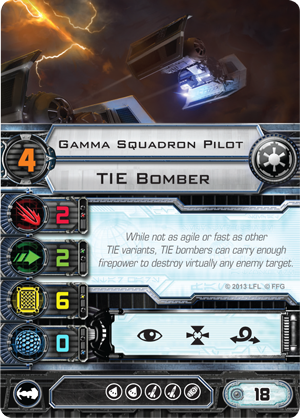 Gamma Squadron Pilot
4
TIE Bomber
2
While not as agile or fast as other
TIE variants, TIE bombers can carry enough
firepower to destroy virtually any enemy target.
2
© 2013 LFL © FFG
6
0
18